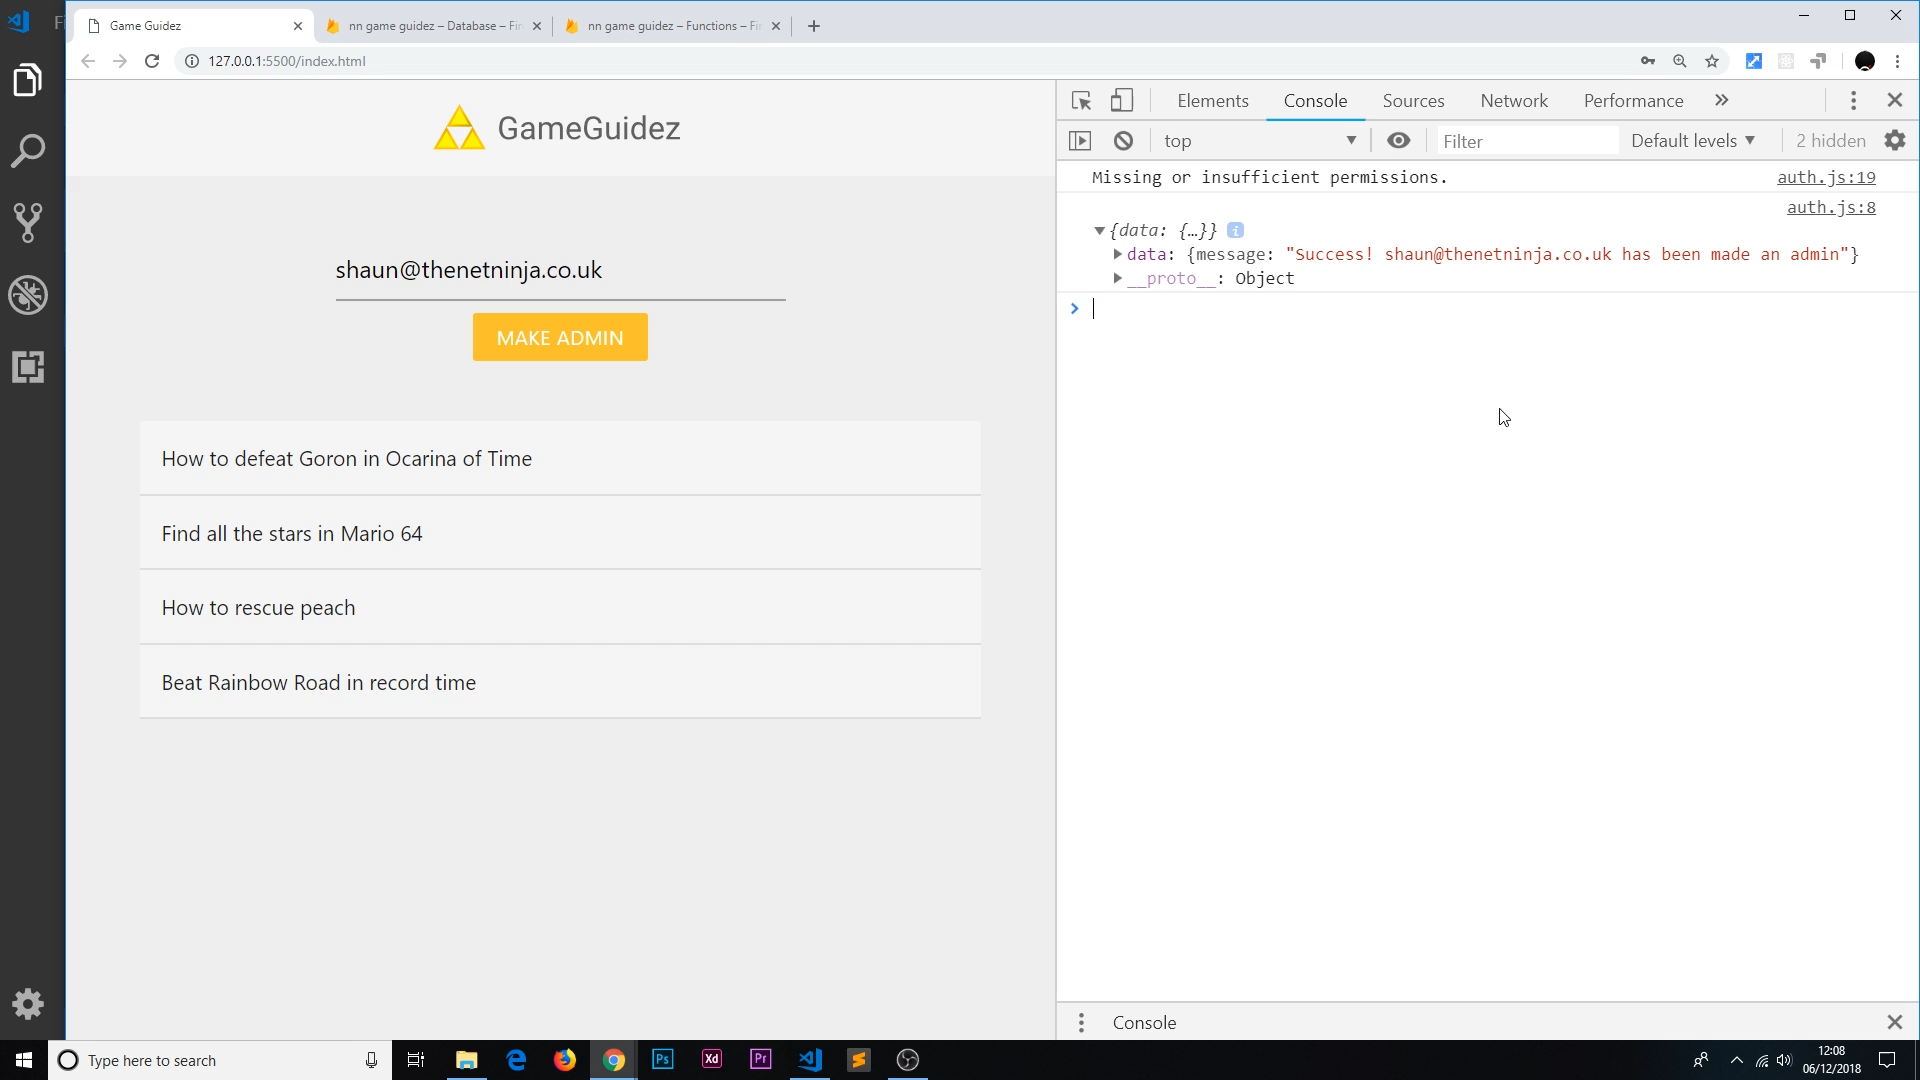 Game Guidez
nn game guidez – Database – Fir
nn game guidez – Functions – Fir
127.0.0.1:5500/index.html
GameGuidez
shaun@thenetninja.co.uk
MAKE ADMIN
How to defeat Goron in Ocarina of Time
Find all the stars in Mario 64
How to rescue peach
Beat Rainbow Road in record time
Elements
Console
Sources
Network
Performance
top
Filter
Default levels
2 hidden
Missing or insufficient permissions.
auth.js:19
auth.js:8
{data: {…}}
data: {message: "Success! shaun@thenetninja.co.uk has been made an admin"}
__proto__: Object
Console
Type here to search
Ps
Xd
Pr
12:08
06/12/2018